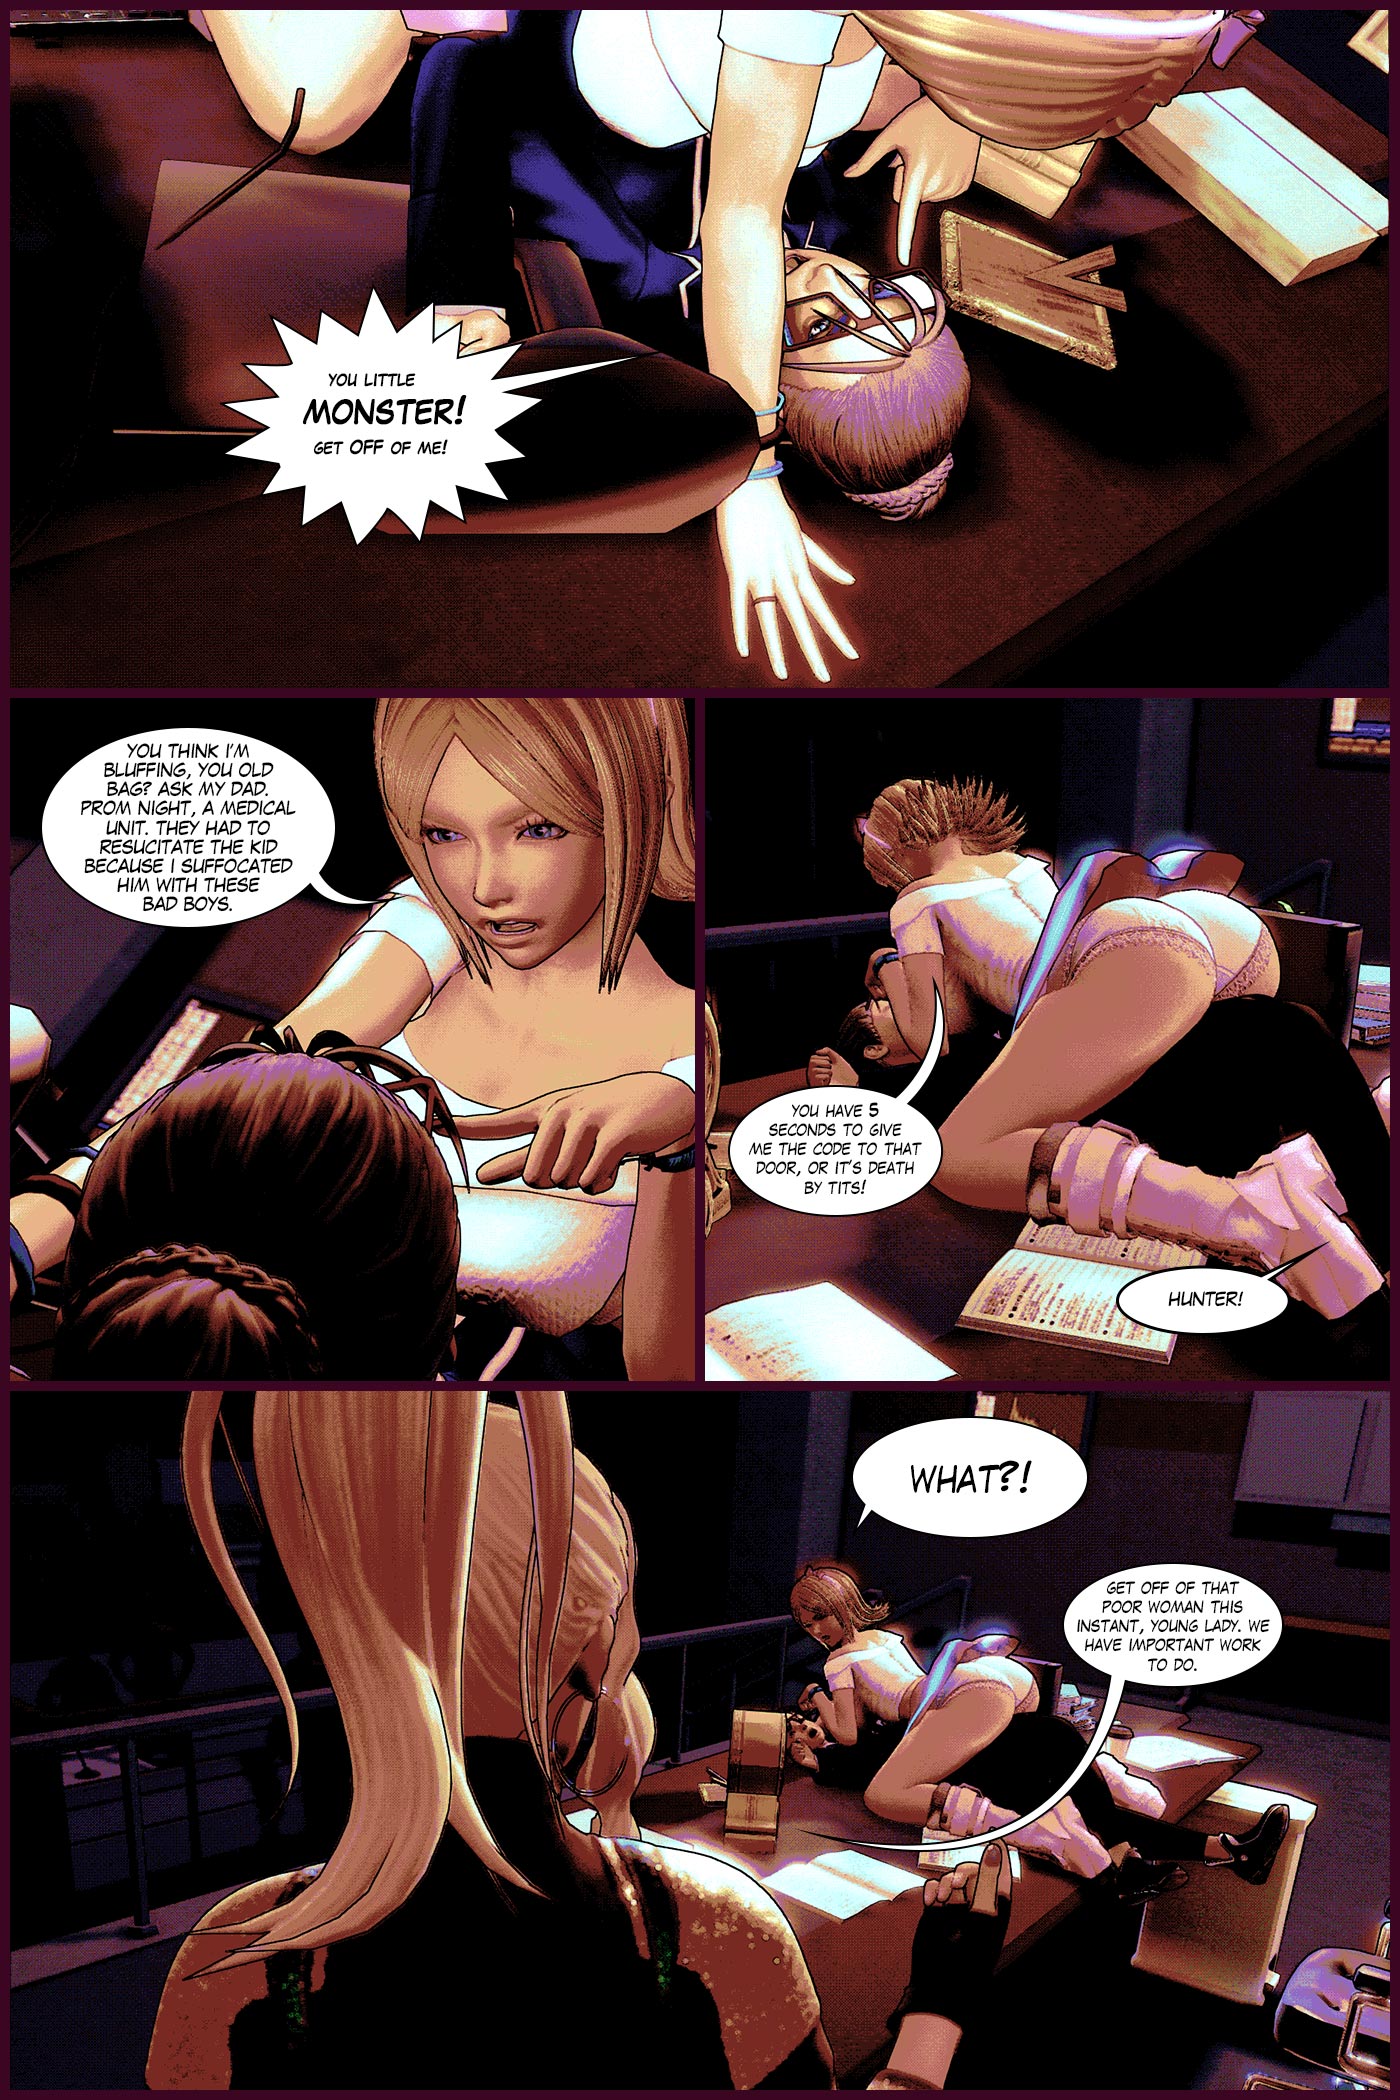 YOU LITTLE
MONSTER!
GET OFF OF ME!
YOU THINK I'M
BLUFFING, YOU OLD
BAG? ASK MY DAD.
PROM NIGHT, A MEDICAL
UNIT. THEY HAD TO
RESUCITATE THE KID
BECAUSE I SUFFOCATED
HIM WITH THESE
BAD BOYS.
YOU HAVE 5
SECONDS TO GIVE
ME THE CODE TO THAT
DOOR, OR IT'S DEATH
BY TITS!
HUNTER!
WHAT?!
GET OFF OF THAT
POOR WOMAN THIS
INSTANT, YOUNG LADY. WE
HAVE IMPORTANT WORK
TO DO.